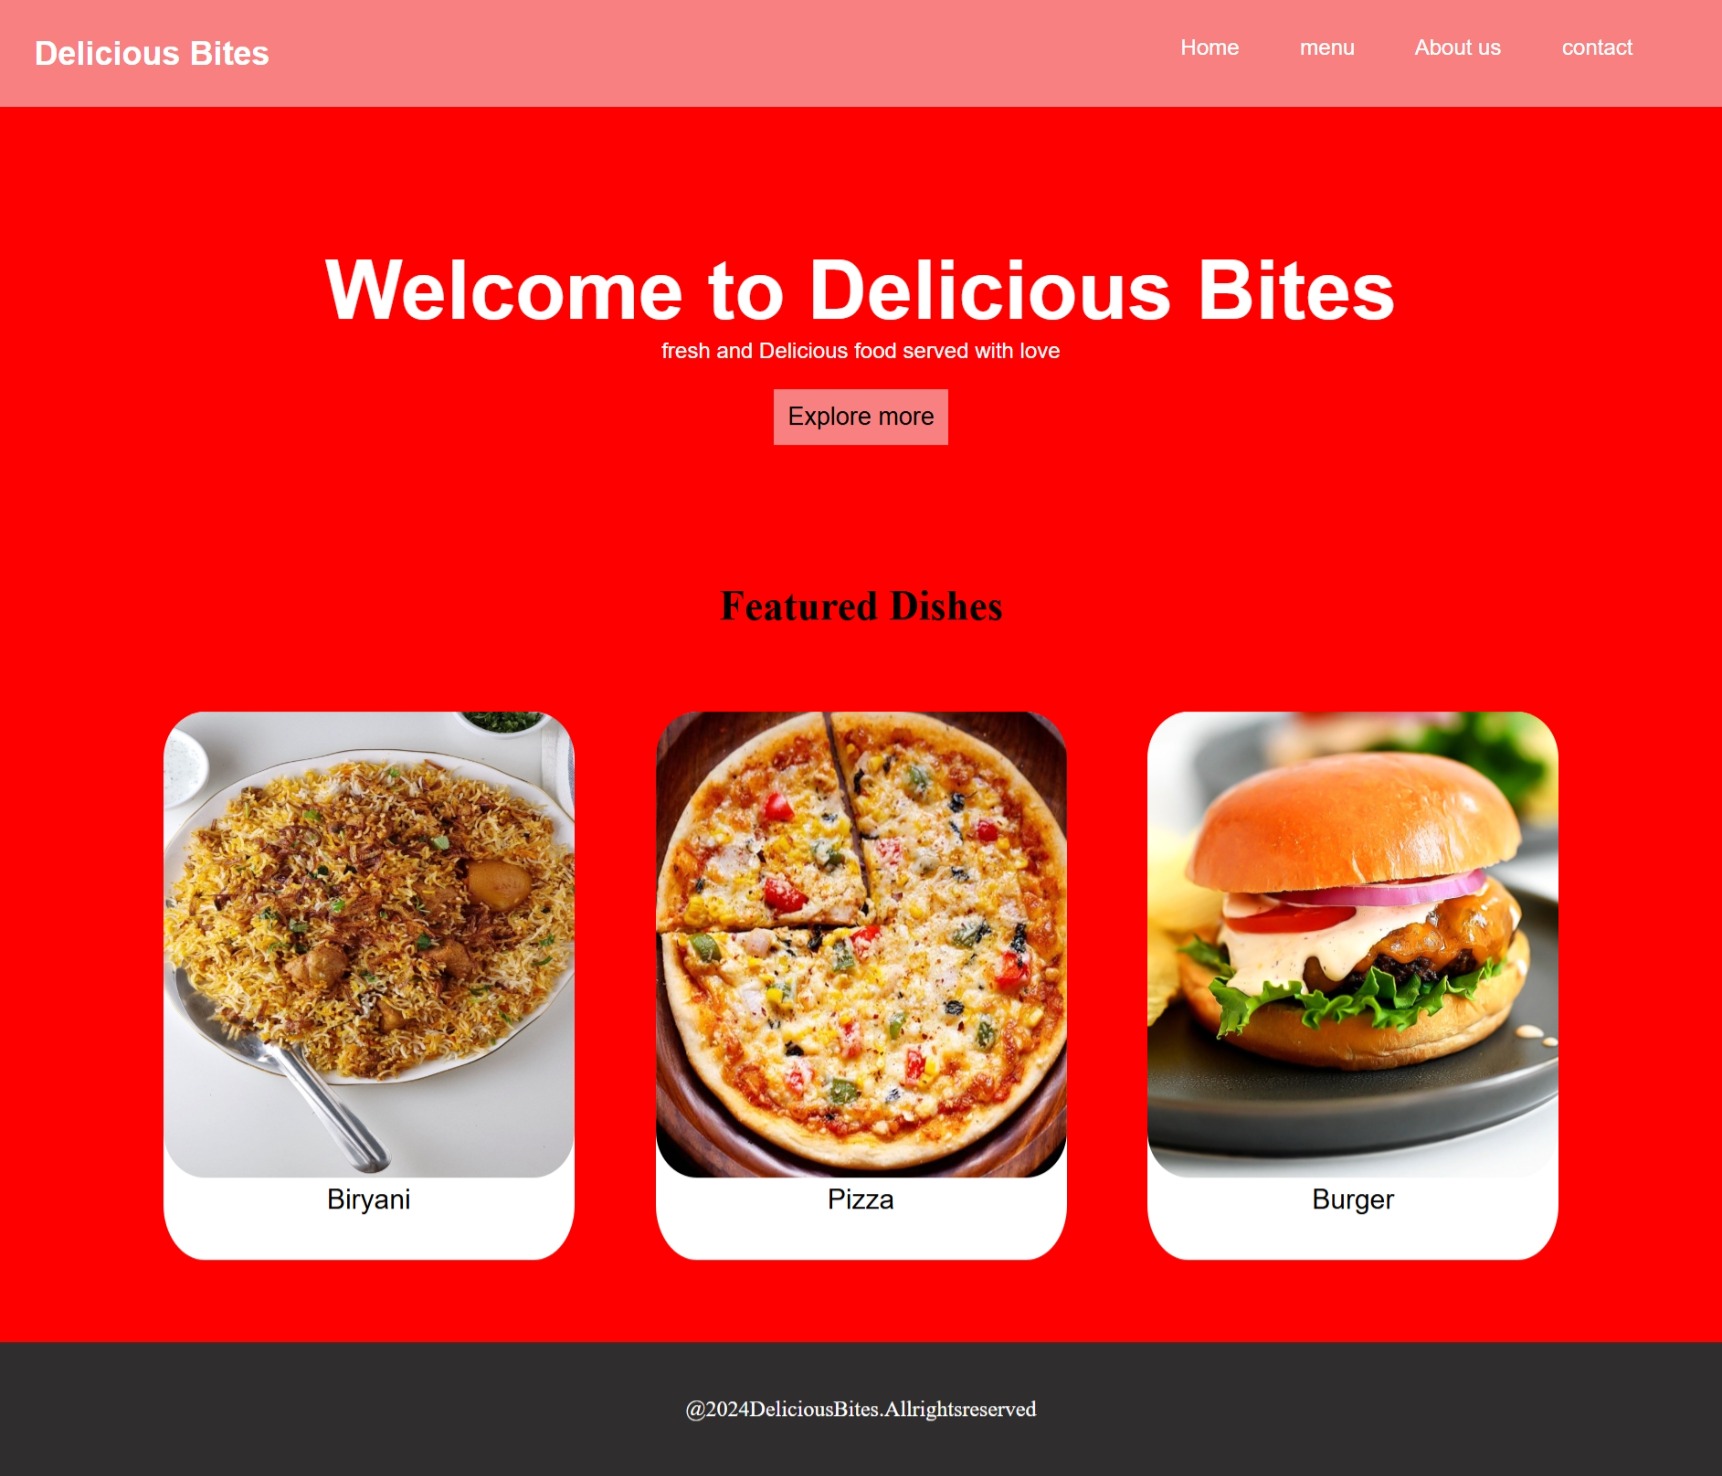 Delicious Bites
Home menu About us contact
Welcome to Delicious Bites
fresh and Delicious food served with love
Explore more
Featured Dishes
Biryani
Pizza
Burger
@2024DeliciousBites.Allrightsreserved